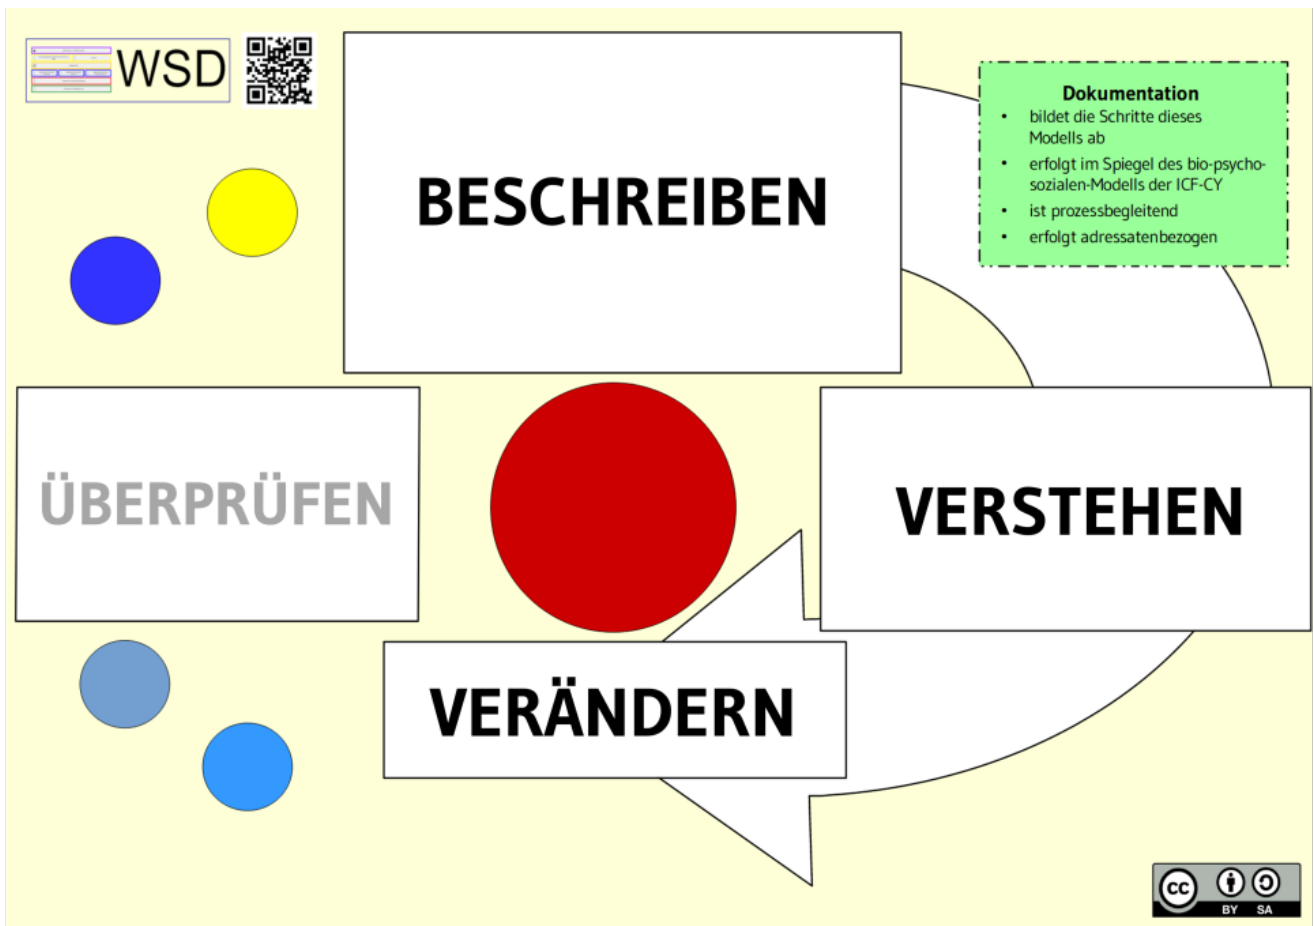 WSD
BESCHREIBEN
Dokumentation
• bildet die Schritte dieses
Modells ab
• erfolgt im Spiegel des bio-psycho-
sozialen-Modells der ICF-CY
• ist prozessbegleitend
• erfolgt adressatenbezogen
ÜBERPRÜFEN
VERSTEHEN
VERÄNDERN
cc
BY SA